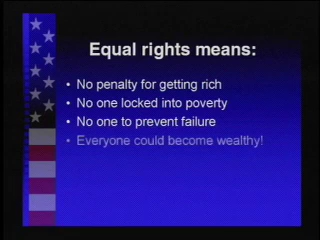 Equal rights means:
• No penalty for getting rich
• No one locked into poverty
• No one to prevent failure
• Everyone could become wealthy!